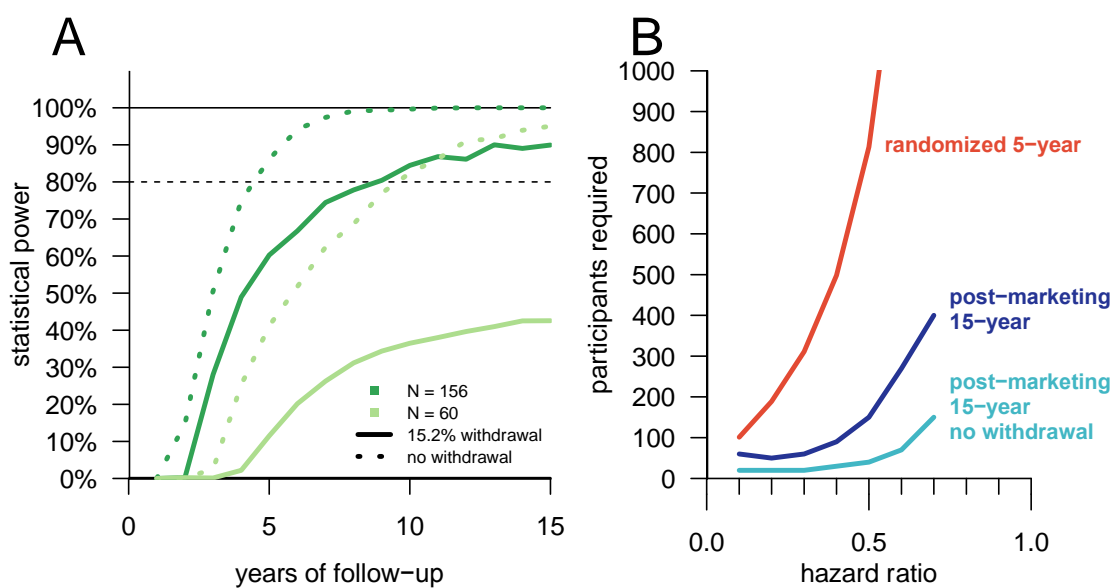 A
statistical power
100%
90%
80%
70%
60%
50%
40%
30%
20%
10%
0%
N = 156
N = 60
15.2% withdrawal
no withdrawal
0
5
10
15
years of follow−up
B
participants required
1000
900
800
700
600
500
400
300
200
100
0
randomized 5−year
post−marketing
15−year
post−marketing
15−year
no withdrawal
0.0
0.5
1.0
hazard ratio